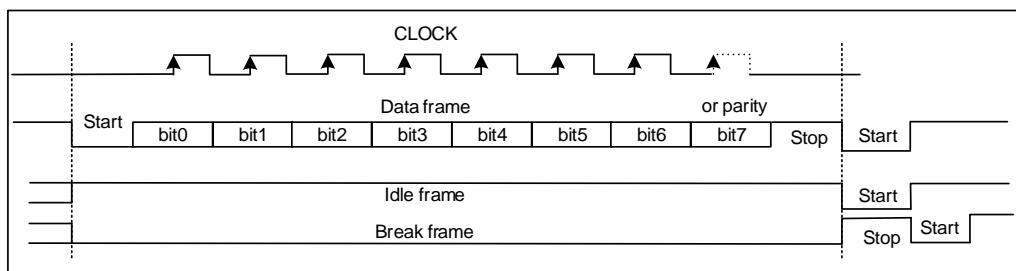 CLOCK
Data frame or parity
Start bit0 bit1 bit2 bit3 bit4 bit5 bit6 bit7 Stop Start
Idle frame Start
Break frame Stop Start